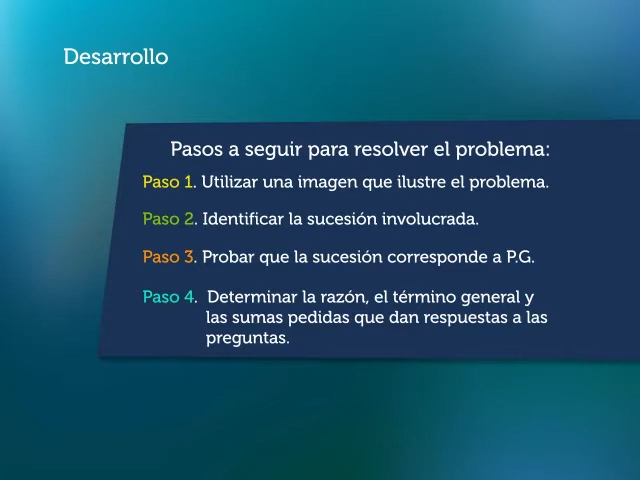 Desarrollo
Pasos a seguir para resolver el problema:
Paso 1. Utilizar una imagen que ilustre el problema.
Paso 2. Identificar la sucesión involucrada.
Paso 3. Probar que la sucesión corresponde a P.G.
Paso 4. Determinar la razón, el término general y
las sumas pedidas que dan respuestas a las
preguntas.